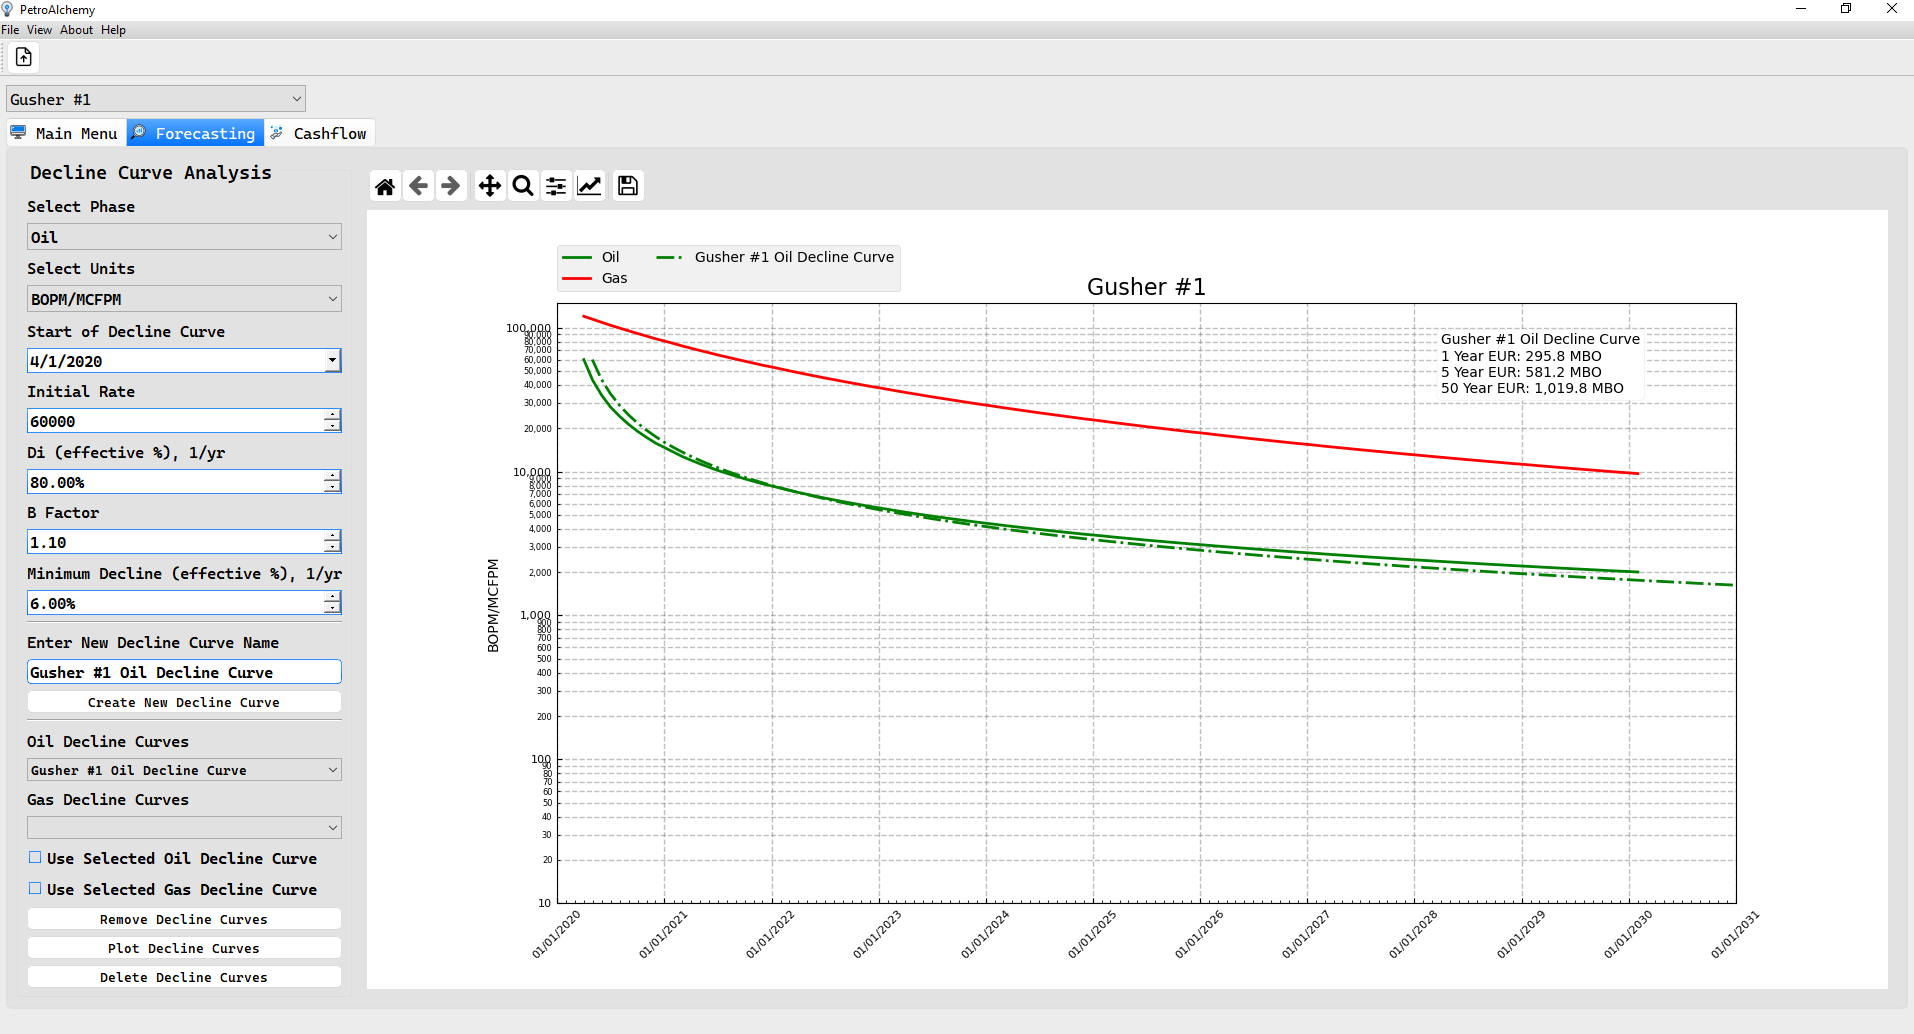 PetroAlchemy
File View About Help
Gusher #1
Main Menu Forecasting Cashflow
Decline Curve Analysis
Select Phase
Oil
Select Units
BOPM/MCFPM
Start of Decline Curve
4/1/2020
Initial Rate
60000
Di (effective %), 1/yr
80.00%
B Factor
1.10
Minimum Decline (effective %), 1/yr
6.00%
Enter New Decline Curve Name
Gusher #1 Oil Decline Curve
Create New Decline Curve
Oil Decline Curves
Gusher #1 Oil Decline Curve
Gas Decline Curves
Use Selected Oil Decline Curve
Use Selected Gas Decline Curve
Remove Decline Curves
Plot Decline Curves
Delete Decline Curves
Oil
Gas
Gusher #1 Oil Decline Curve
Gusher #1
Gusher #1 Oil Decline Curve
1 Year EUR: 295.8 MBO
5 Year EUR: 581.2 MBO
50 Year EUR: 1,019.8 MBO
BOPM/MCFPM
100,000
90,000
80,000
70,000
60,000
50,000
40,000
30,000
20,000
10,000
9,000
8,000
7,000
6,000
5,000
4,000
3,000
2,000
1,000
900
800
700
600
500
400
300
200
100
90
80
70
60
50
40
30
20
10
01/01/2020
01/01/2021
01/01/2022
01/01/2023
01/01/2024
01/01/2025
01/01/2026
01/01/2027
01/01/2028
01/01/2029
01/01/2030
01/01/2031